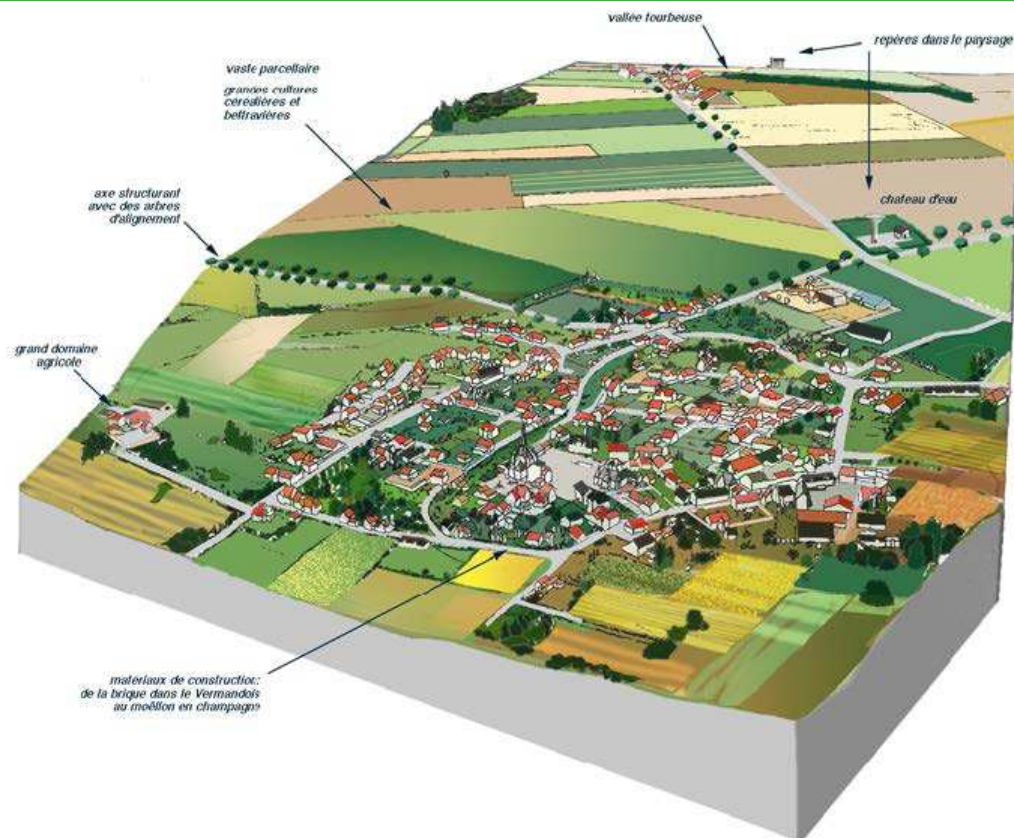 vallée tourbeuse
repères dans le paysage
vaste parcellaire
grandes cultures
céréalières et
bettravières
axe structurant
avec des arbres
d'alignement
chateau d'eau
grand domaine
agricole
matériaux de construction:
de la brique dans le Vermandois
au moëllon en champagne